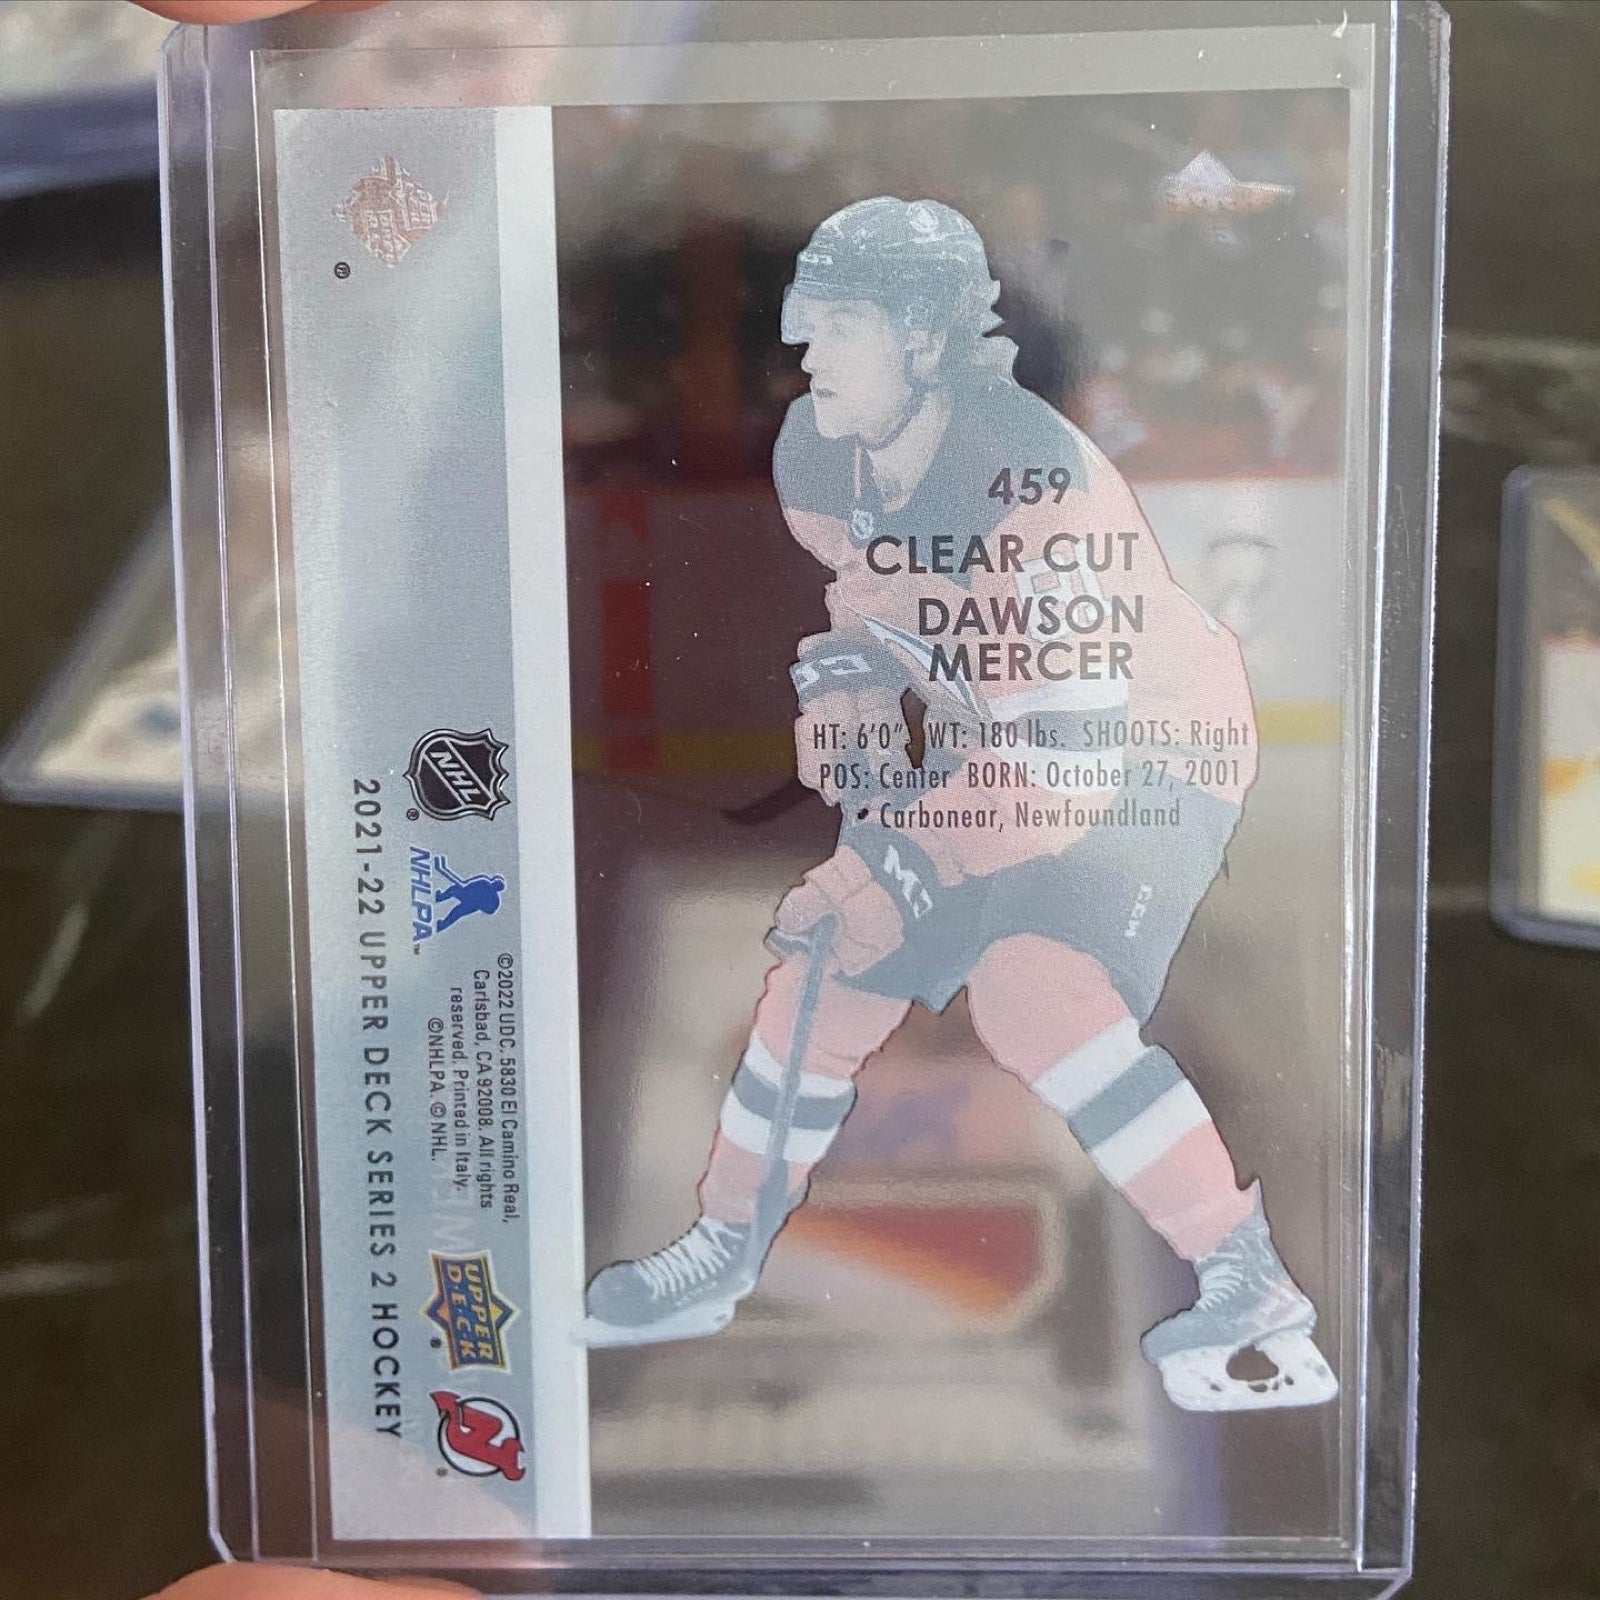 459
CLEAR CUT
DAWSON
MERCER
HT: 6'0" WT: 180 lbs. SHOOTS: Right
POS: Center BORN: October 27, 2001
• Carbonear, Newfoundland
©2022 UDC. 5830 El Camino Real,
Carlsbad, CA 92008. All rights
reserved. Printed in Italy.
©NHLPA. ©NHL.
NHL®
NHLPA™
UPPER
D·E·C·K
2021-22 UPPER DECK SERIES 2 HOCKEY
CCM